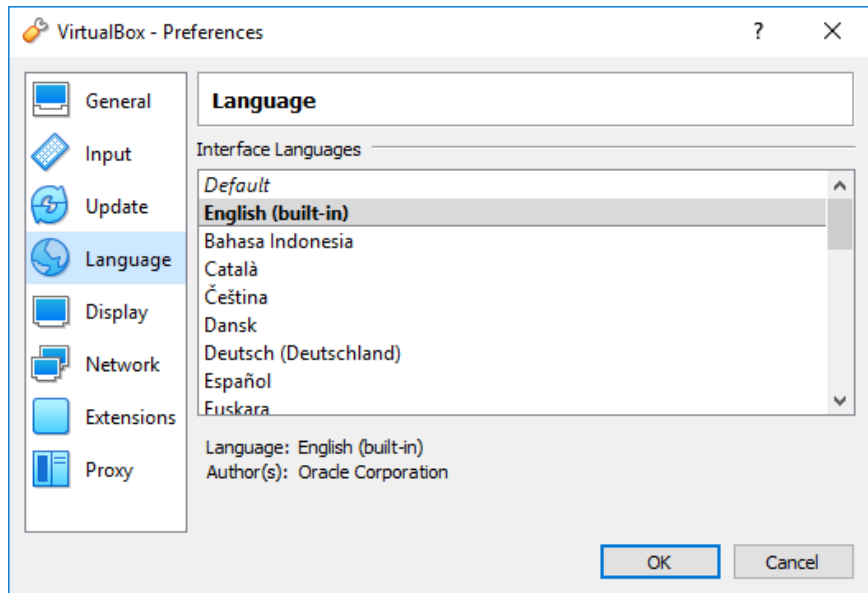 VirtualBox - Preferences
?
General
Input
Update
Language
Display
Network
Extensions
Proxy
Language
Interface Languages
Default
English (built-in)
Bahasa Indonesia
Català
Čeština
Dansk
Deutsch (Deutschland)
Español
Euskara
Language: English (built-in)
Author(s): Oracle Corporation
OK
Cancel